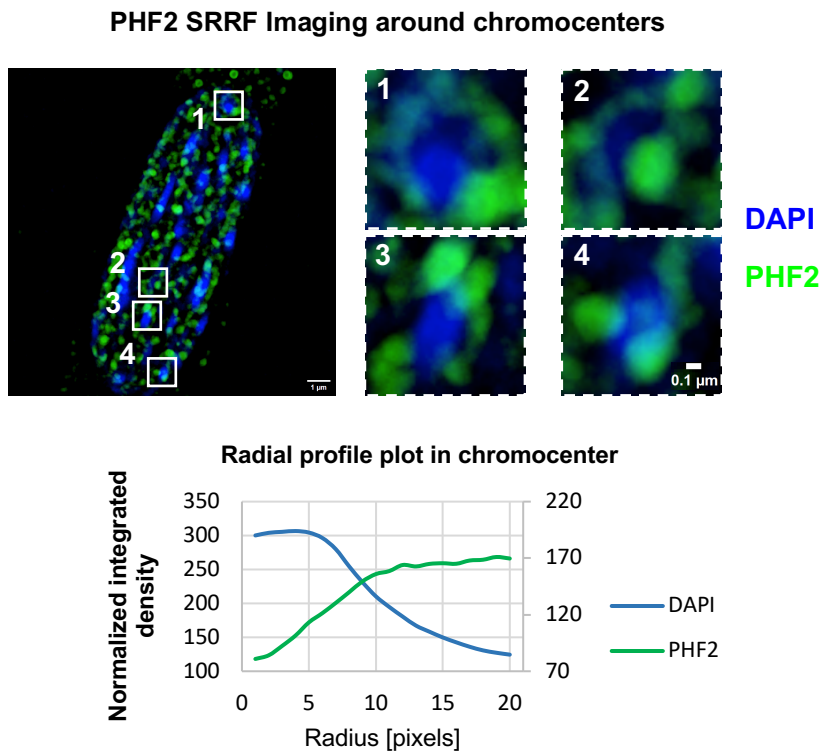 PHF2 SRRF Imaging around chromocenters
1
2
3
4
1 µm
1
2
3
4
0.1 µm
DAPI
PHF2
Radial profile plot in chromocenter
Normalized integrated
density
350
300
250
200
150
100
220
170
120
70
0 5 10 15 20
Radius [pixels]
DAPI
PHF2